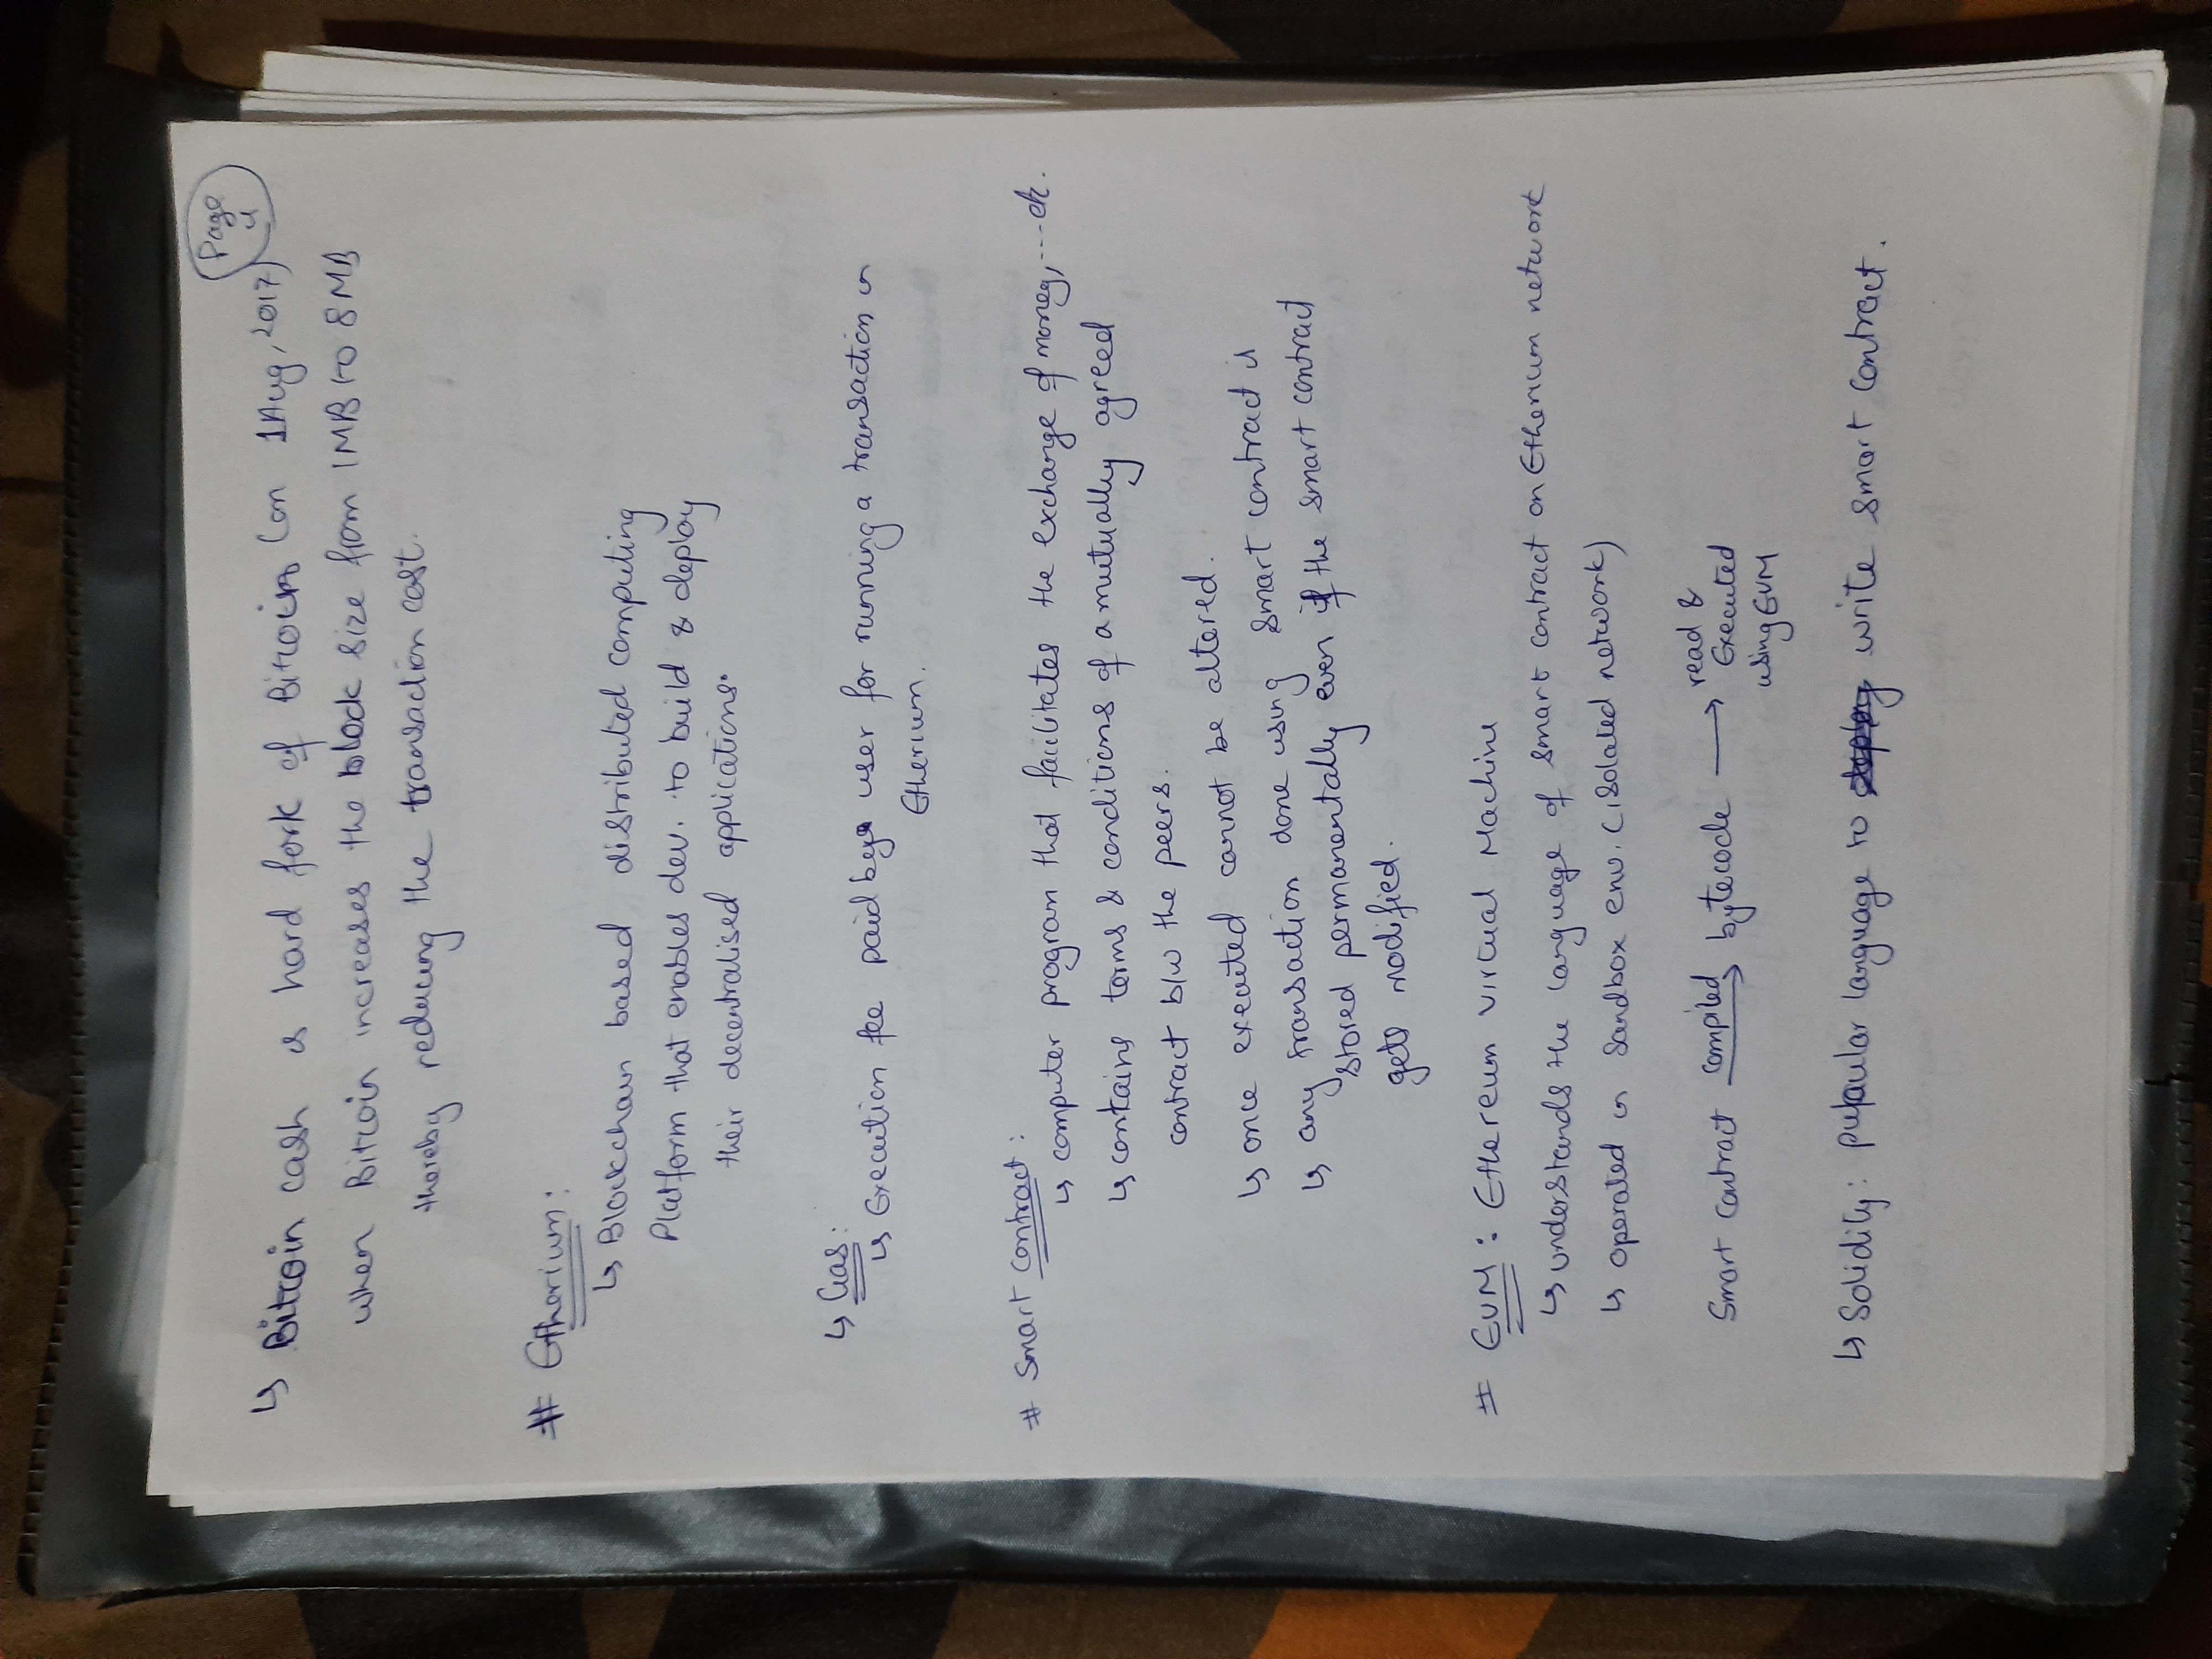 Page
4
↳ Bitcoin cash is hard fork of Bitcoin (on 1Aug, 2017)
when Bitcoin increases the block size from 1MB to 8MB
thereby reducing the transaction cost.
# Etherium:
↳ Blockchain based distributed computing
Platform that enables dev. to build & deploy
their decentralised applications.
↳ Gas:
↳ Execution fee paid by user for running a transaction in
Etherium.
# Smart contract:
↳ computer program that facilitates the exchange of money,---etc.
↳ contains terms & conditions of a mutually agreed
contract b/w the peers.
↳ once executed cannot be altered.
↳ any transaction done using smart contract is
stored permanentally even if the smart contract
gets modified.
# EVM: Ethereum Virtual Machine
↳ understands the language of smart contract on Etherium network
↳ operated in Sandbox env. (isolated network)
Smart contract compiled → bytecode → read &
Executed
using EVM
↳ Solidity: language to write smart contract.